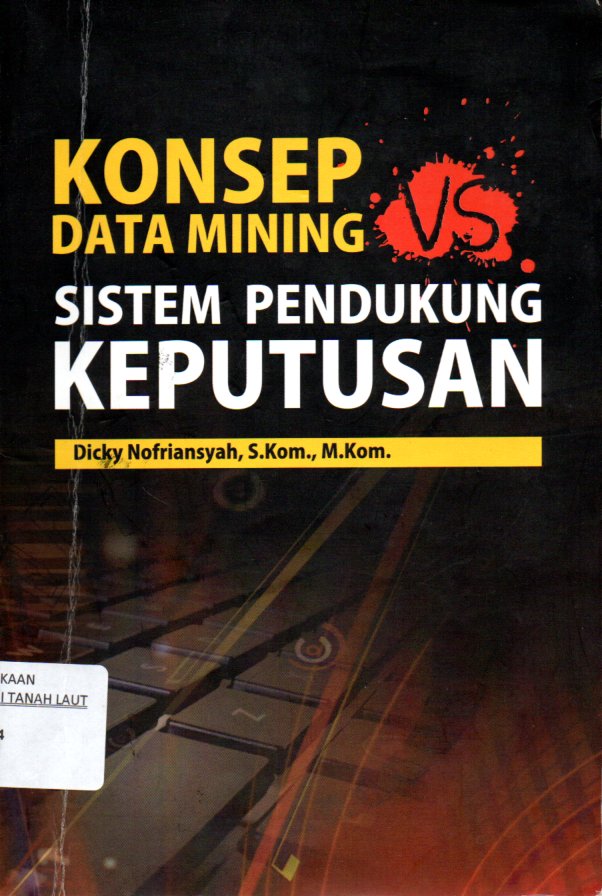 KONSEP
DATA MINING
VS
SISTEM PENDUKUNG
KEPUTUSAN
Dicky Nofriansyah, S.Kom., M.Kom.
KAAN
I TANAH LAUT
4